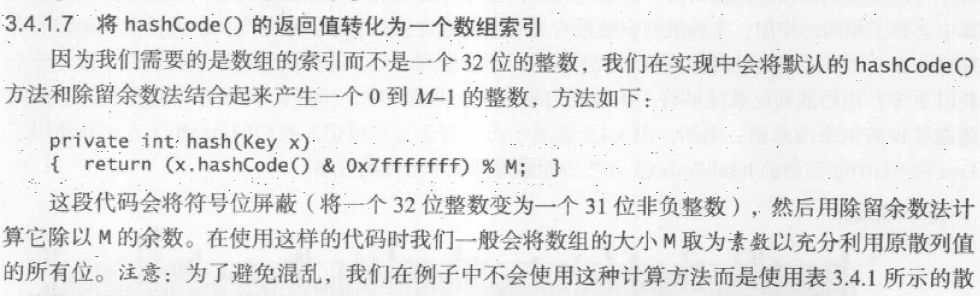 3.4.1.7 将 hashCode() 的返回值转化为一个数组索引
因为我们需要的是数组的索引而不是一个 32 位的整数，我们在实现中会将默认的 hashCode()
方法和除留余数法结合起来产生一个 0 到 M-1 的整数，方法如下：
private int hash(Key x)
{ return (x.hashCode() & 0x7fffffff) % M; }
这段代码会将符号位屏蔽（将一个 32 位整数变为一个 31 位非负整数），然后用除留余数法计
算它除以 M 的余数。在使用这样的代码时我们一般会将数组的大小 M 取为素数以充分利用原散列值
的所有位。注意：为了避免混乱，我们在例子中不会使用这种计算方法而是使用表 3.4.1 所示的散